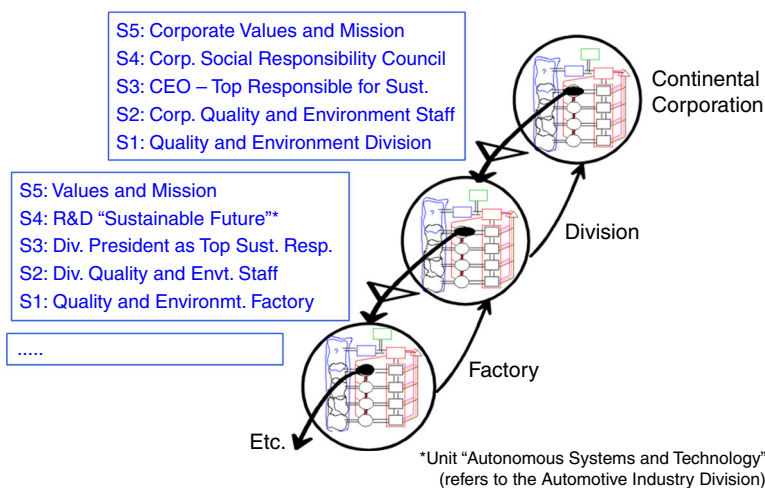 S5: Corporate Values and Mission
S4: Corp. Social Responsibility Council
S3: CEO – Top Responsible for Sust.
S2: Corp. Quality and Environment Staff
S1: Quality and Environment Division
Continental
Corporation
S5: Values and Mission
S4: R&D “Sustainable Future”*
S3: Div. President as Top Sust. Resp.
S2: Div. Quality and Envt. Staff
S1: Quality and Environmt. Factory
Division
.....
Factory
Etc.
*Unit “Autonomous Systems and Technology”
(refers to the Automotive Industry Division)
?
?
?